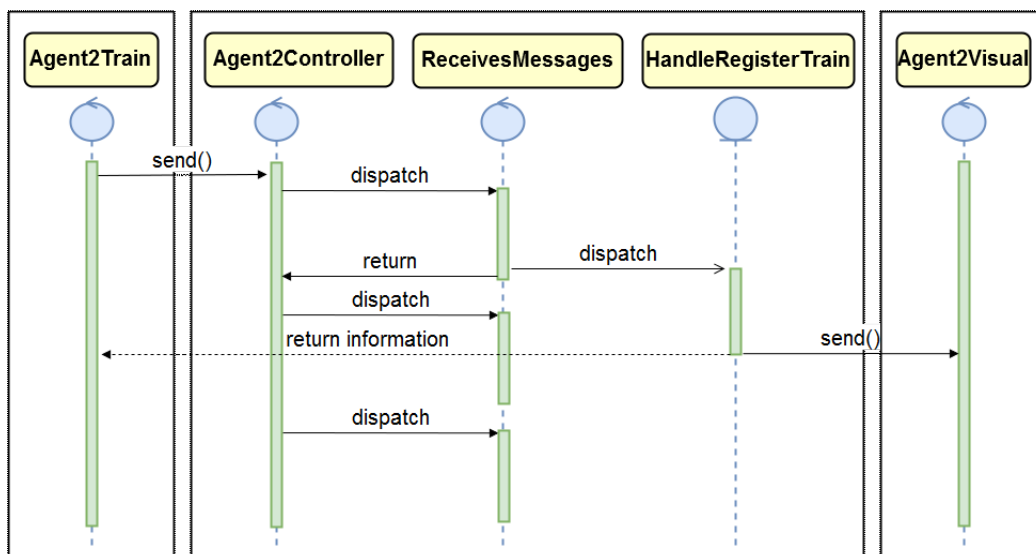 Agent2Train
Agent2Controller
ReceivesMessages
HandleRegisterTrain
Agent2Visual
send()
dispatch
return
dispatch
dispatch
return information
send()
dispatch